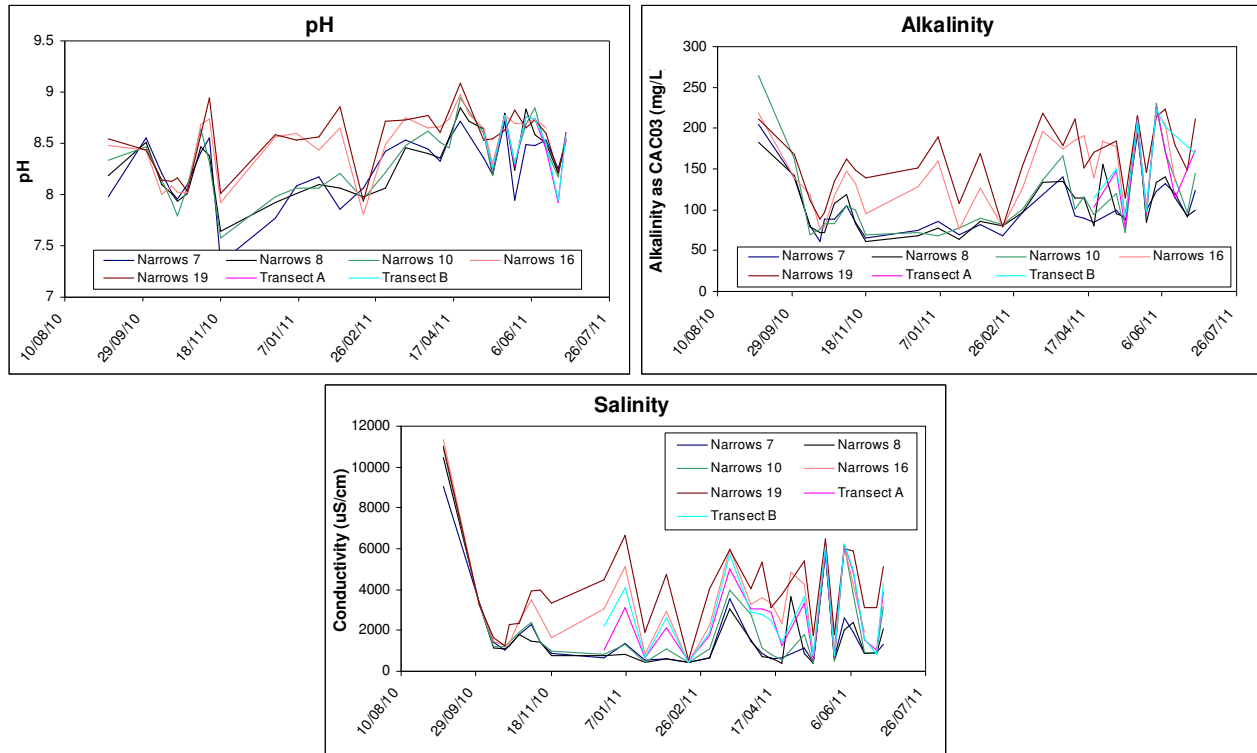 pH
9.5
9
8.5
8
7.5
7
pH
Narrows 7 Narrows 8 Narrows 10 Narrows 16
Narrows 19 Transect A Transect B
10/08/10 29/09/10 18/11/10 7/01/11 26/02/11 17/04/11 6/06/11 26/07/11
Alkalinity
300
250
200
150
100
50
0
Alkalinity as CAC03 (mg/L
Narrows 7 Narrows 8 Narrows 10 Narrows 16
Narrows 19 Transect A Transect B
10/08/10 29/09/10 18/11/10 7/01/11 26/02/11 17/04/11 6/06/11 26/07/11
Salinity
12000
10000
8000
6000
4000
2000
0
Conductivity (uS/cm)
Narrows 7 Narrows 8
Narrows 10 Narrows 16
Narrows 19 Transect A
Transect B
10/08/10 29/09/10 18/11/10 7/01/11 26/02/11 17/04/11 6/06/11 26/07/11